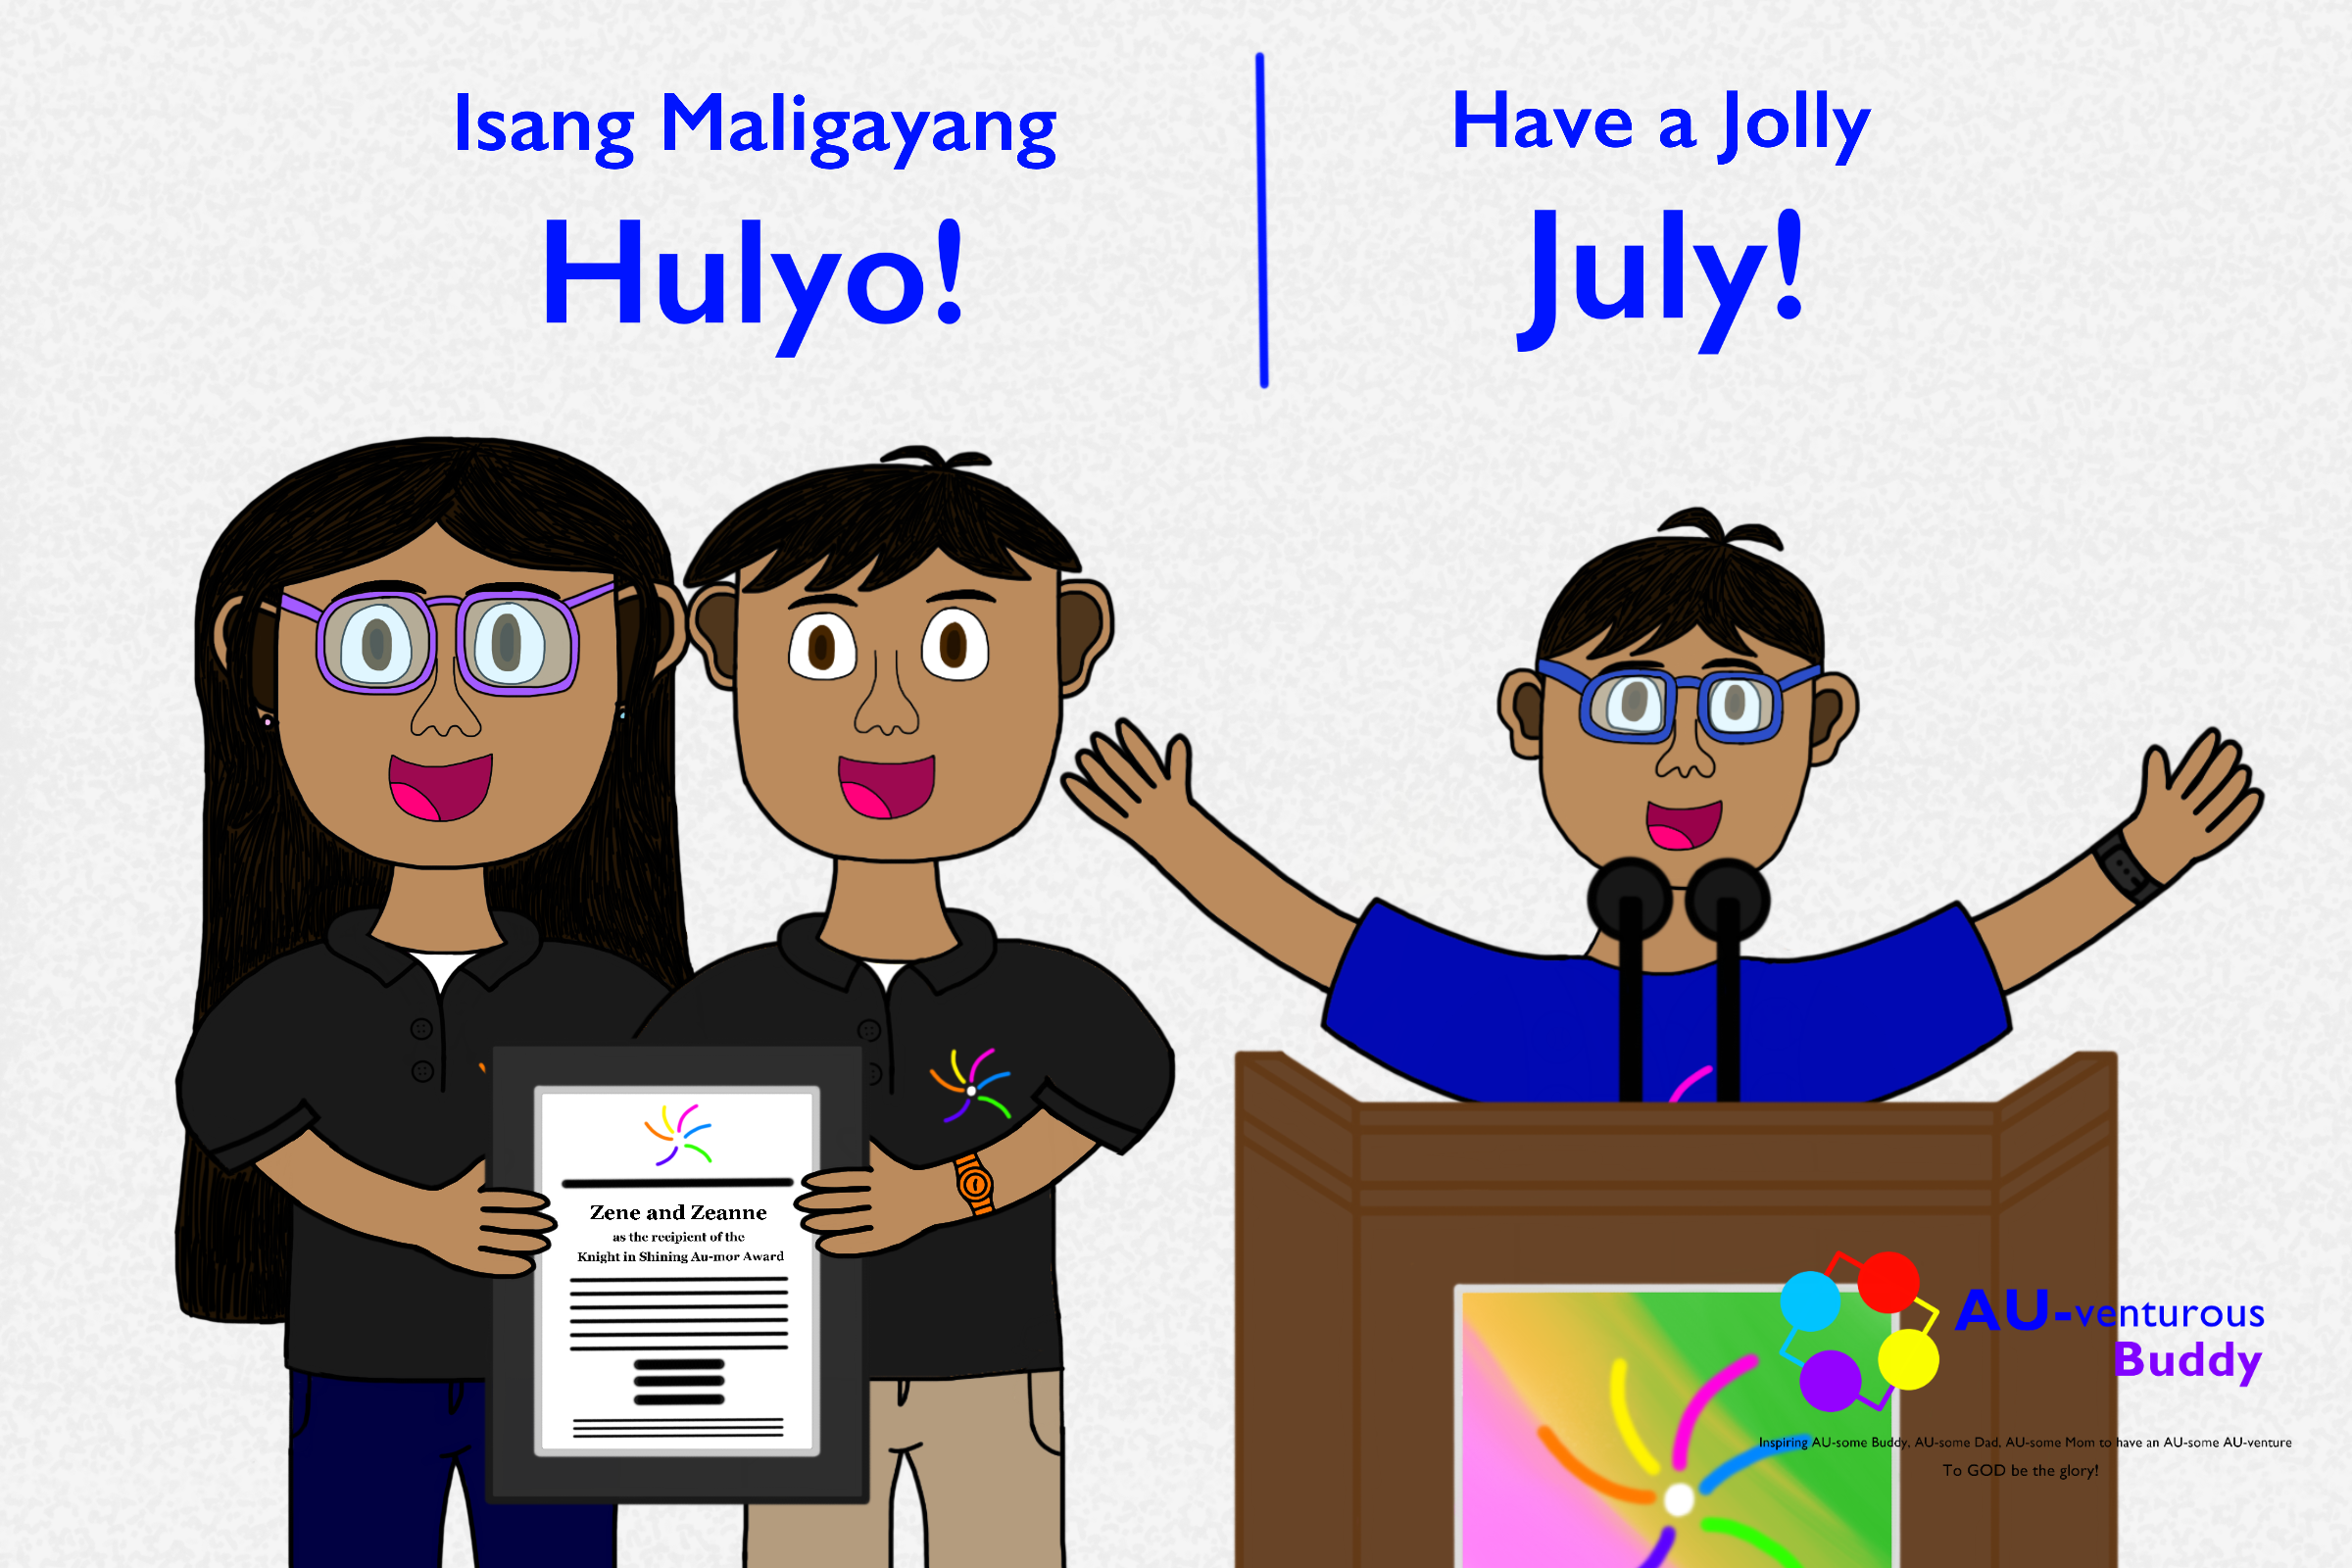 Isang Maligayang
Hulyo!
Have a Jolly
July!
Zene and Zeanne
as the recipient of the
Knight in Shining Au-mor Award
AU-venturous
Buddy
Inspiring AU-some Buddy, AU-some Dad, AU-some Mom to have an AU-some AU-venture
To GOD be the glory!